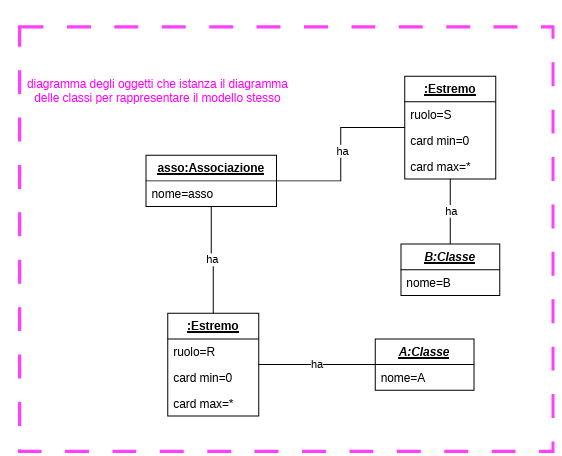 diagramma degli oggetti che istanza il diagramma
delle classi per rappresentare il modello stesso
:Estremo
ruolo=S
card min=0
card max=*
ha
asso:Associazione
nome=asso
ha
B:Classe
nome=B
ha
:Estremo
ruolo=R
card min=0
card max=*
ha
A:Classe
nome=A